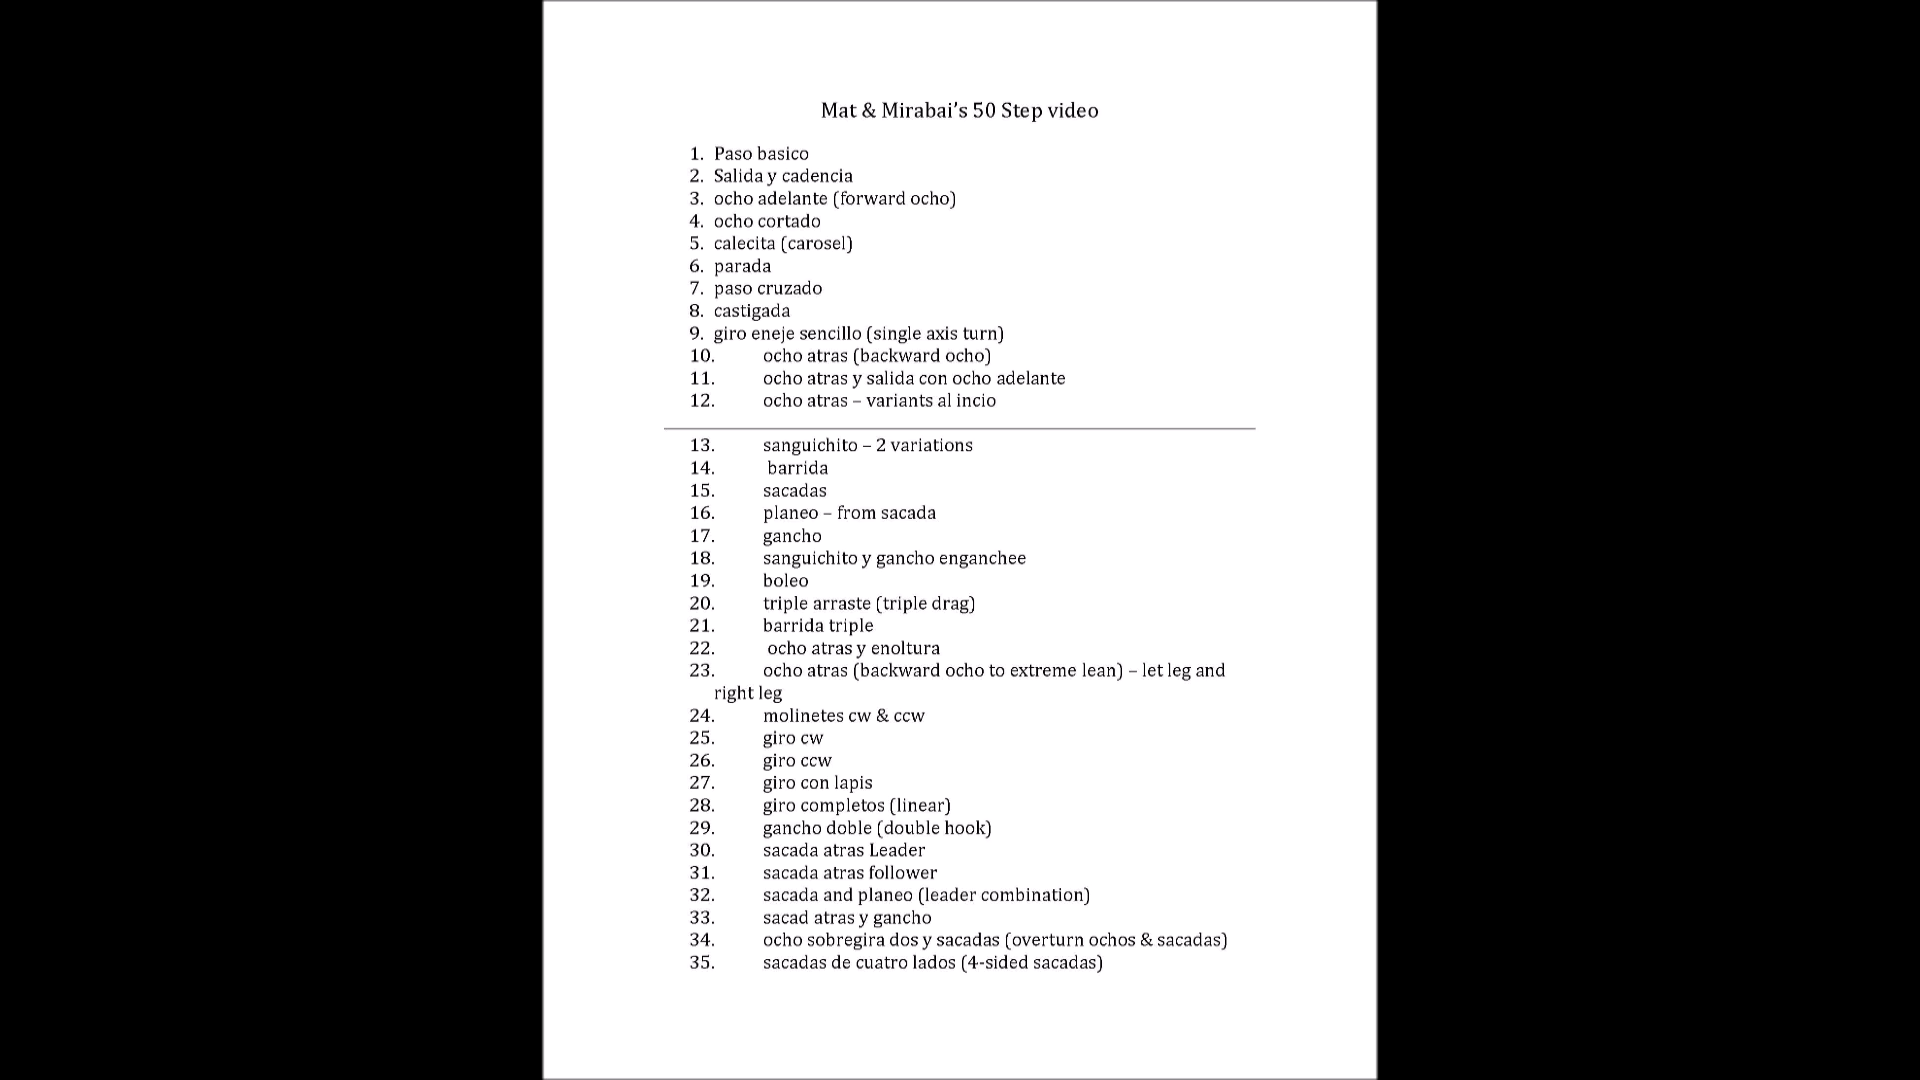 Mat & Mirabai’s 50 Step video
1. Paso basico
2. Salida y cadencia
3. ocho adelante (forward ocho)
4. ocho cortado
5. calecita (carosel)
6. parada
7. paso cruzado
8. castigada
9. giro eneje sencillo (single axis turn)
10. ocho atras (backward ocho)
11. ocho atras y salida con ocho adelante
12. ocho atras – variants al incio
13. sanguichito – 2 variations
14. barrida
15. sacadas
16. planeo – from sacada
17. gancho
18. sanguichito y gancho enganchee
19. boleo
20. triple arraste (triple drag)
21. barrida triple
22. ocho atras y enoltura
23. ocho atras (backward ocho to extreme lean) – let leg and
right leg
24. molinetes cw & ccw
25. giro cw
26. giro ccw
27. giro con lapis
28. giro completos (linear)
29. gancho doble (double hook)
30. sacada atras Leader
31. sacada atras follower
32. sacada and planeo (leader combination)
33. sacad atras y gancho
34. ocho sobregira dos y sacadas (overturn ochos & sacadas)
35. sacadas de cuatro lados (4-sided sacadas)